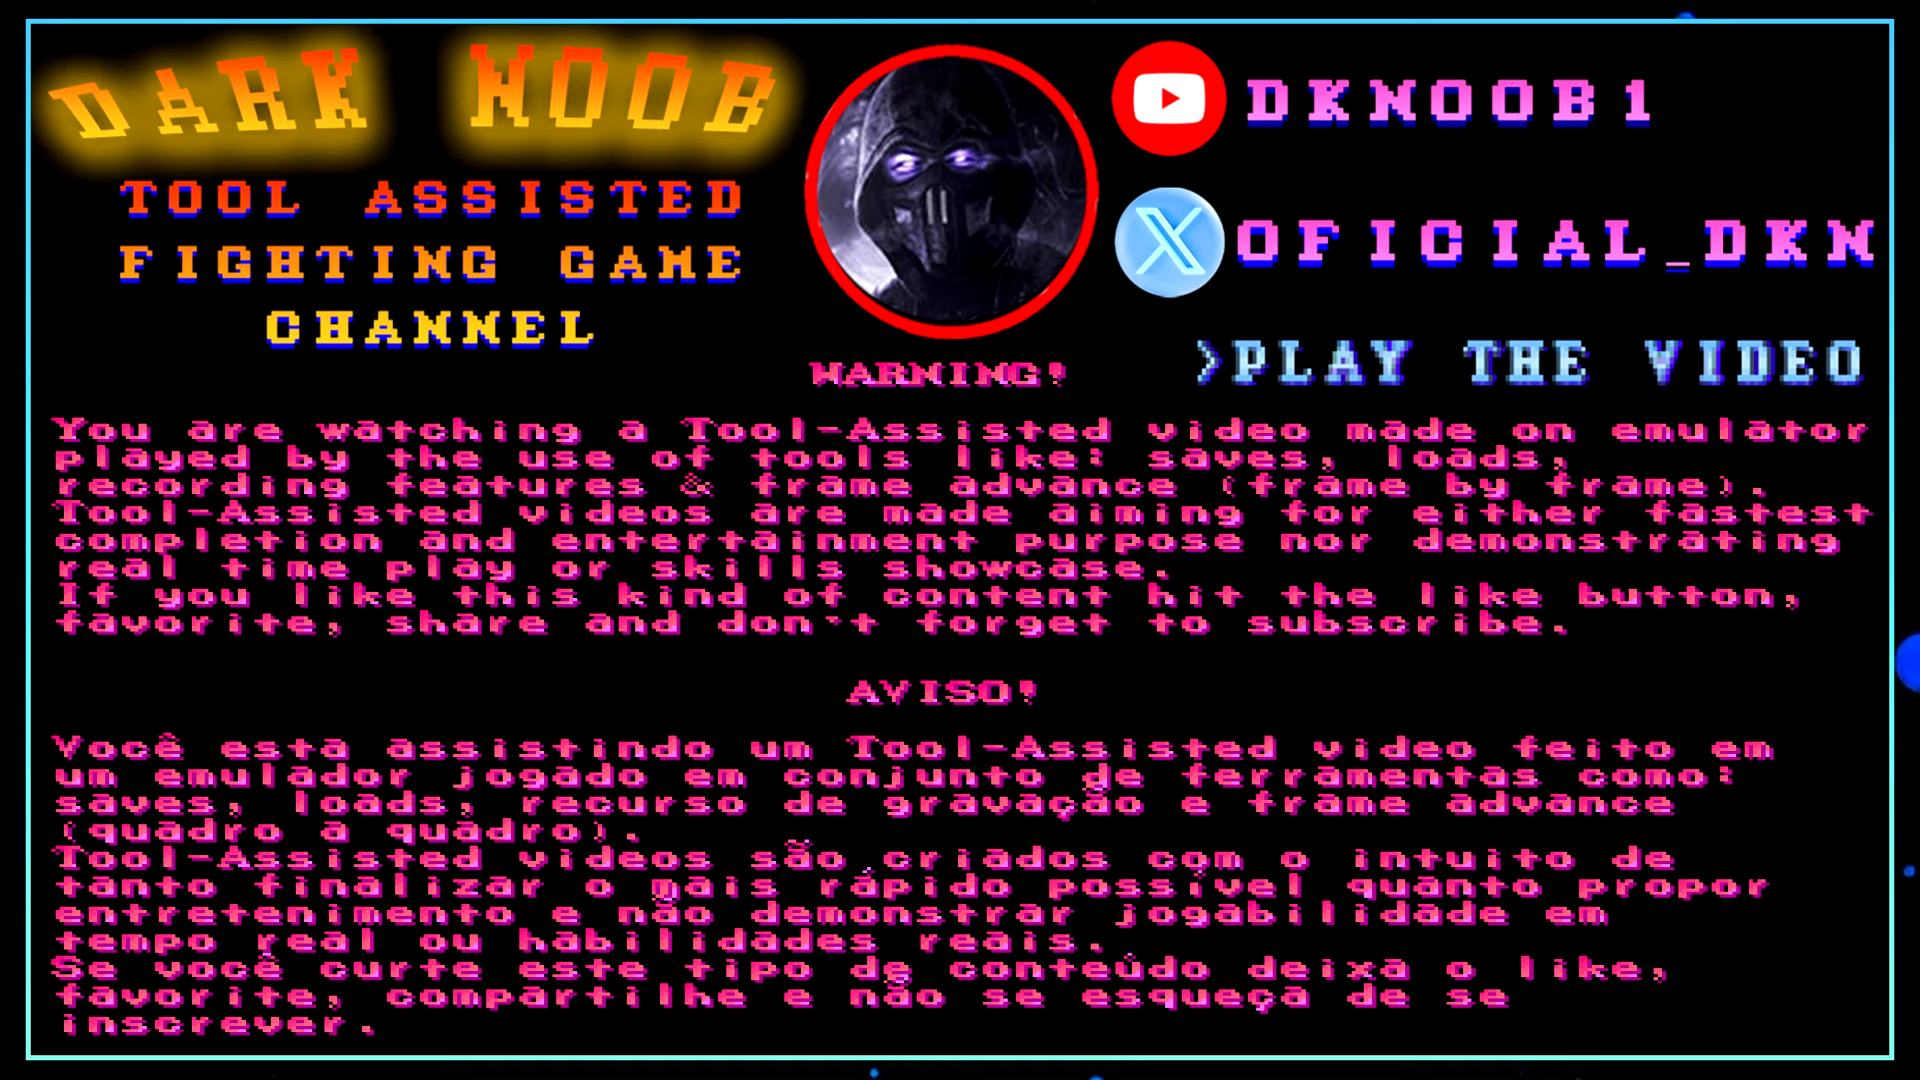 DARK NOOB
TOOL ASSISTED
FIGHTING GAME
CHANNEL
DKNOOB1
OFICIAL_DKN
>PLAY THE VIDEO
WARNING!
You are watching a Tool-Assisted video made on emulator
played by the use of tools like: saves, loads,
recording features & frame advance (frame by frame).
Tool-Assisted videos are made aiming for either fastest
completion and entertainment purpose nor demonstrating
real time play or skills showcase.
If you like this kind of content hit the like button,
favorite, share and don't forget to subscribe.
AVISO!
Você está assistindo um Tool-Assisted video feito em
um emulador jogado em conjunto de ferramentas como:
saves, loads, recurso de gravação e frame advance
(quadro a quadro).
Tool-Assisted videos são criados com o intuito de
tanto finalizar o mais rápido possível quanto propor
entretenimento e não demonstrar jogabilidade em
tempo real ou habilidades reais.
Se você curte este tipo de conteúdo deixa o like,
favorite, compartilhe e não se esqueça de se
inscrever.